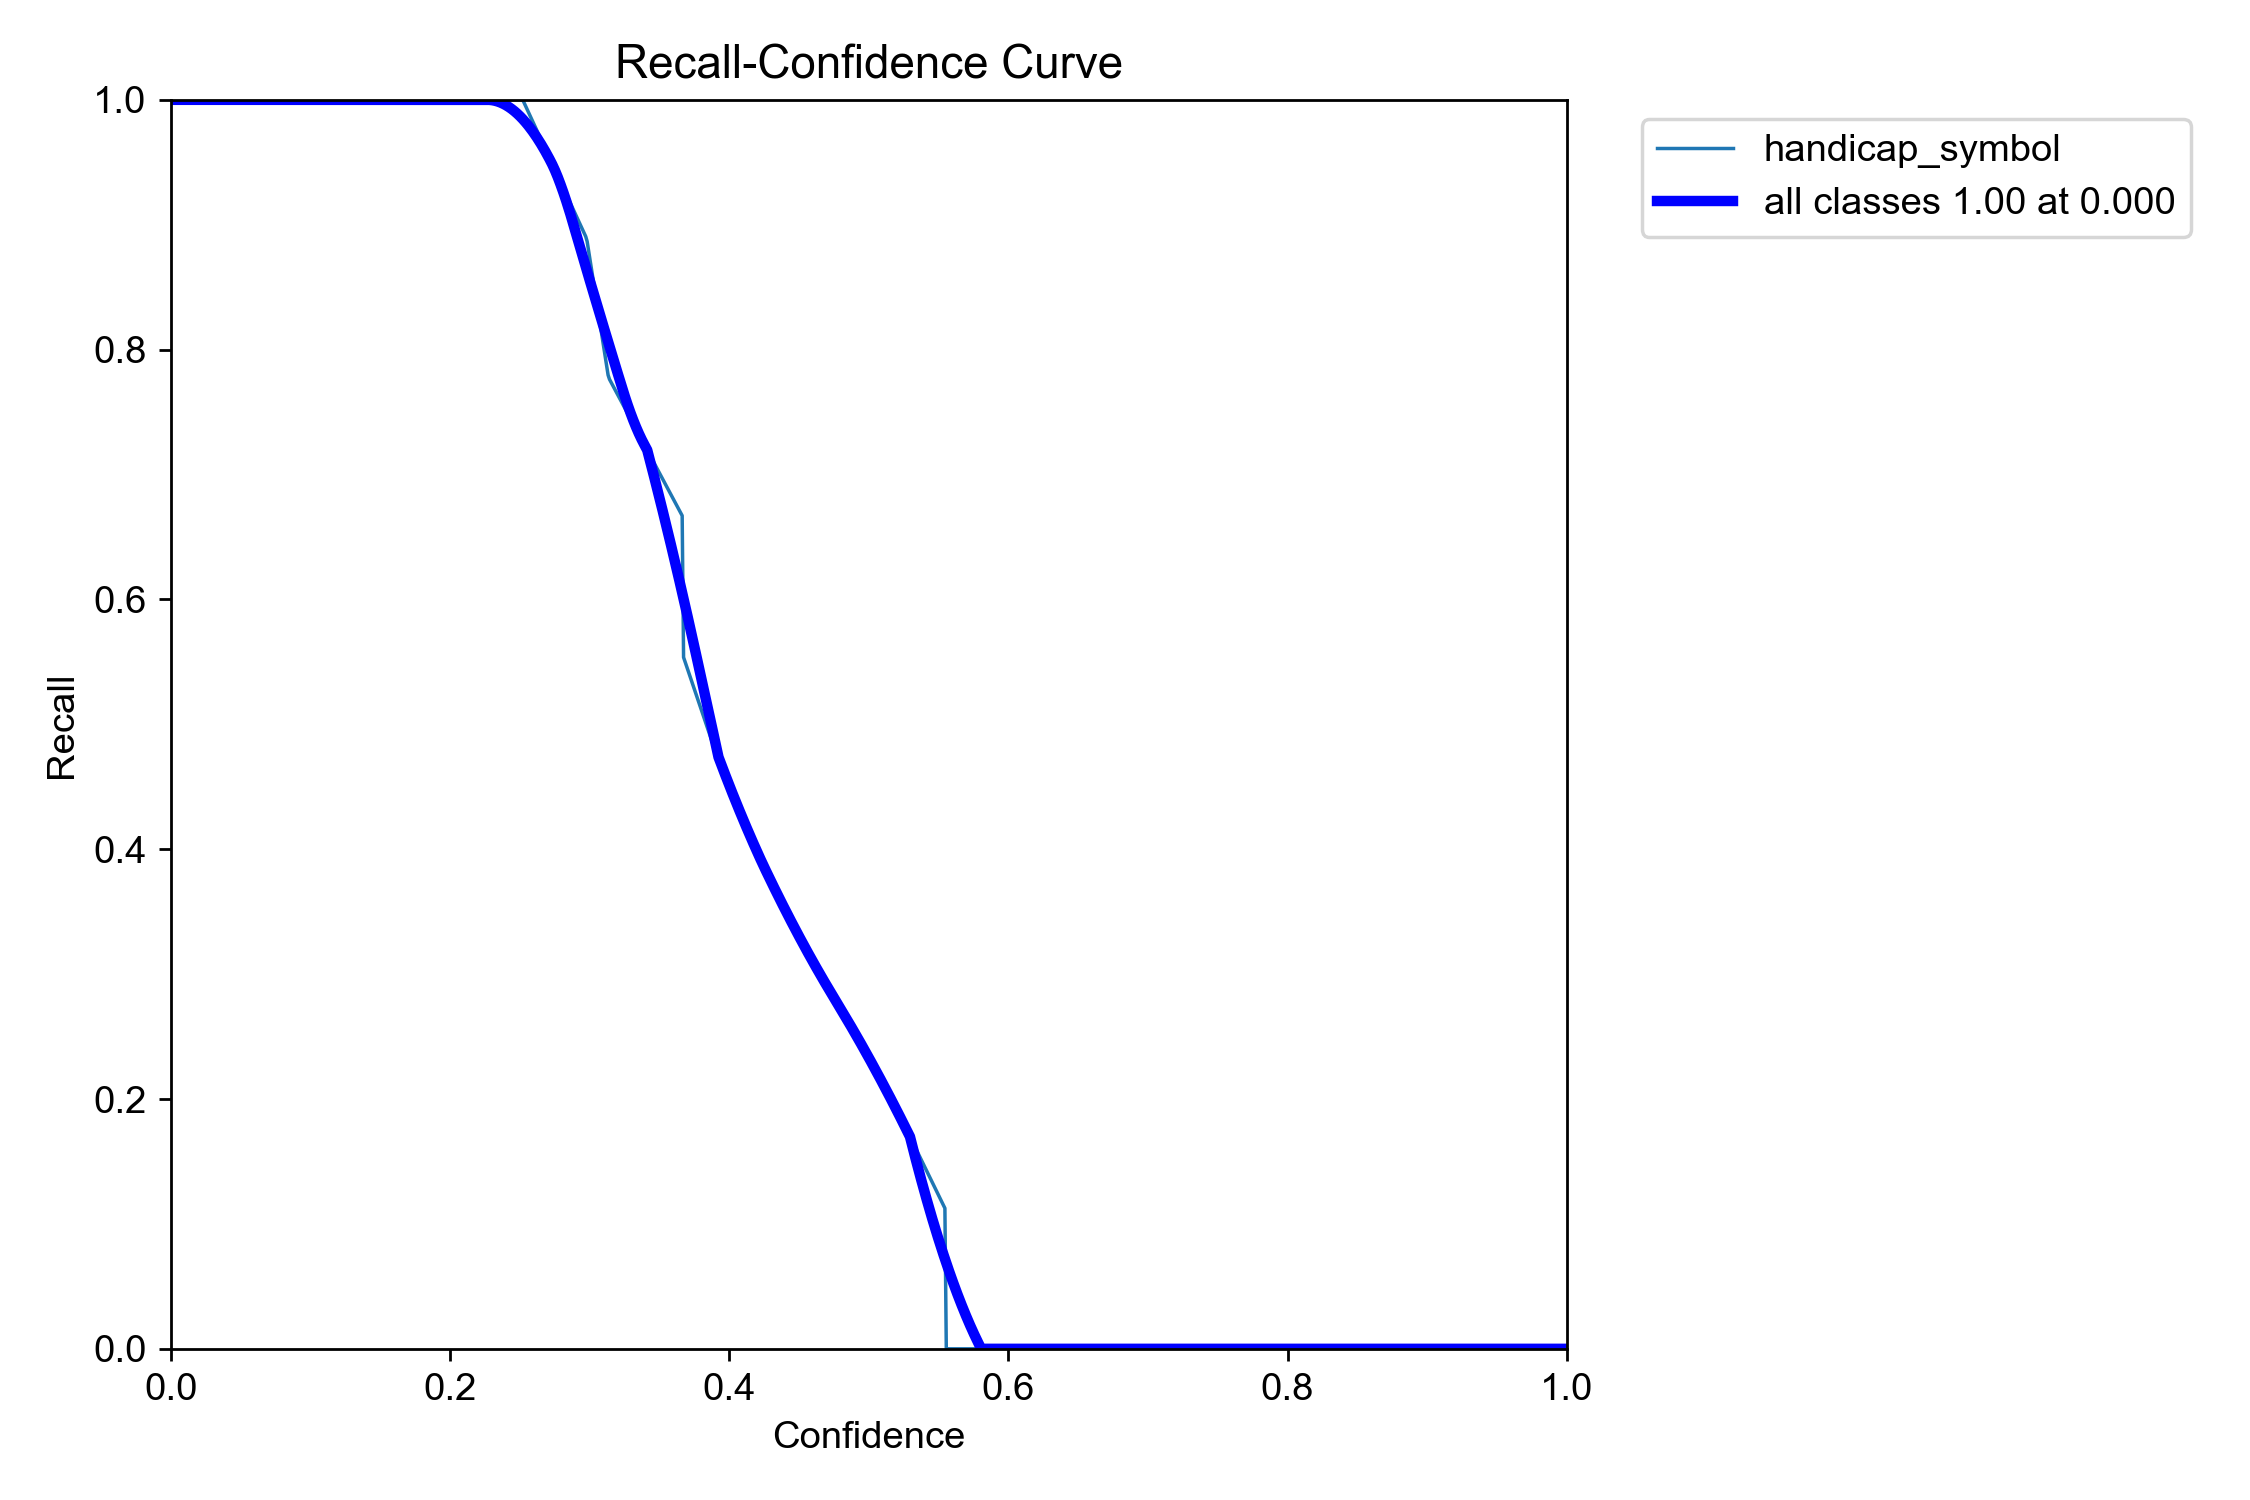 Recall-Confidence Curve
handicap_symbol
all classes 1.00 at 0.000
1.0
0.8
0.6
0.4
0.2
0.0
Recall
0.0 0.2 0.4 0.6 0.8 1.0
Confidence